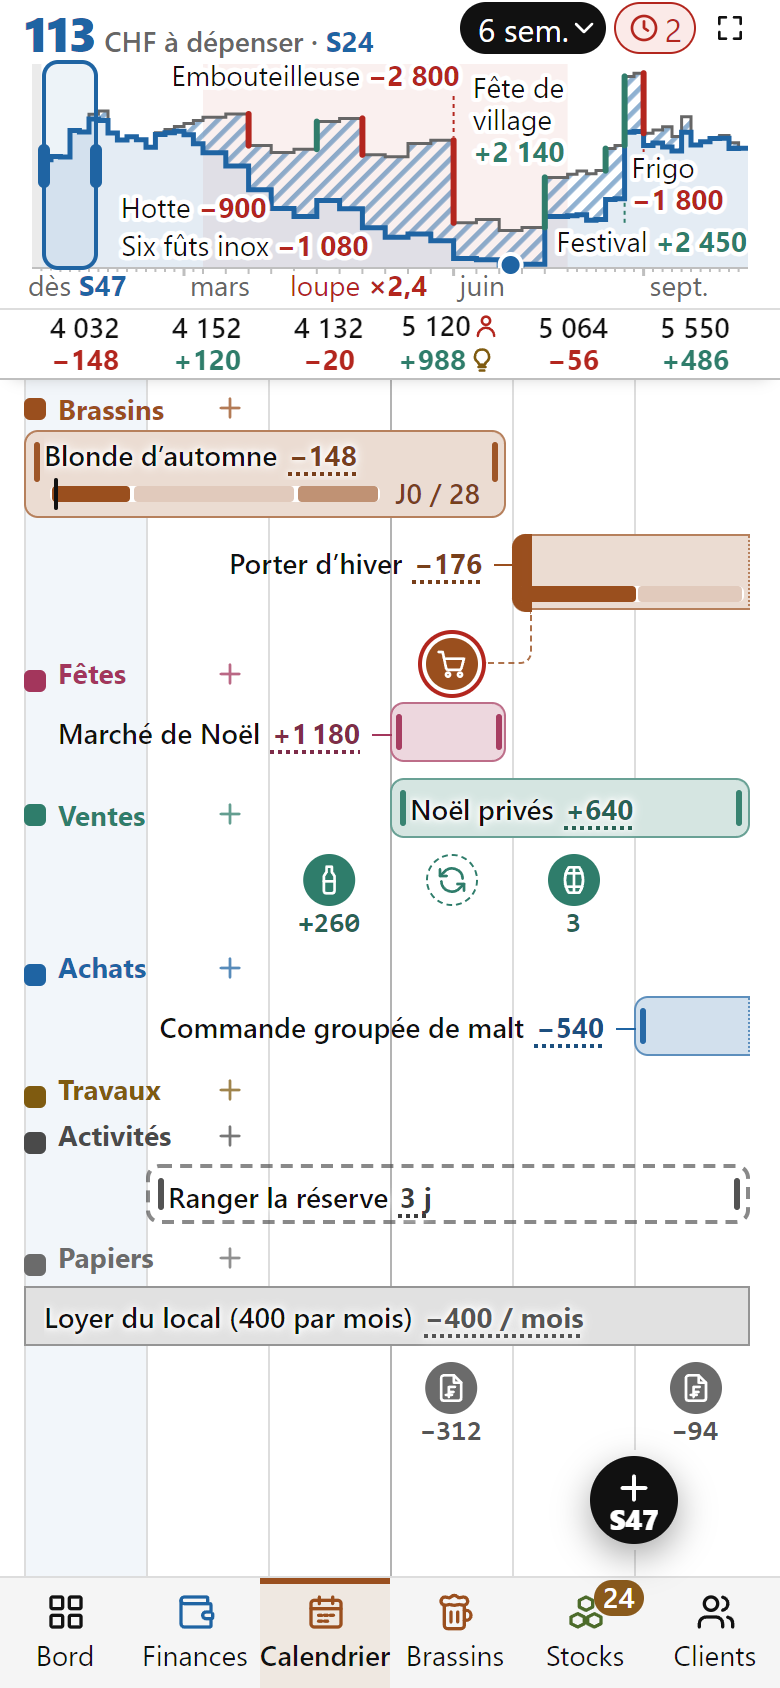 113 CHF à dépenser · S24
6 sem.
2
Embouteilleuse −2 800
Fête de
village
+2 140
Frigo
−1 800
Hotte −900
Six fûts inox −1 080
Festival +2 450
dès S47
mars
loupe ×2,4
juin
sept.
4 032
4 152
4 132
5 120
5 064
5 550
−148
+120
−20
+988
−56
+486
Brassins +
Blonde d’automne −148
J0 / 28
Porter d’hiver −176
Fêtes +
Marché de Noël +1 180
Ventes +
Noël privés +640
+260
3
Achats +
Commande groupée de malt −540
Travaux +
Activités +
Ranger la réserve 3 j
Papiers +
Loyer du local (400 par mois) −400 / mois
−312
−94
+
S47
24
Bord
Finances
Calendrier
Brassins
Stocks
Clients